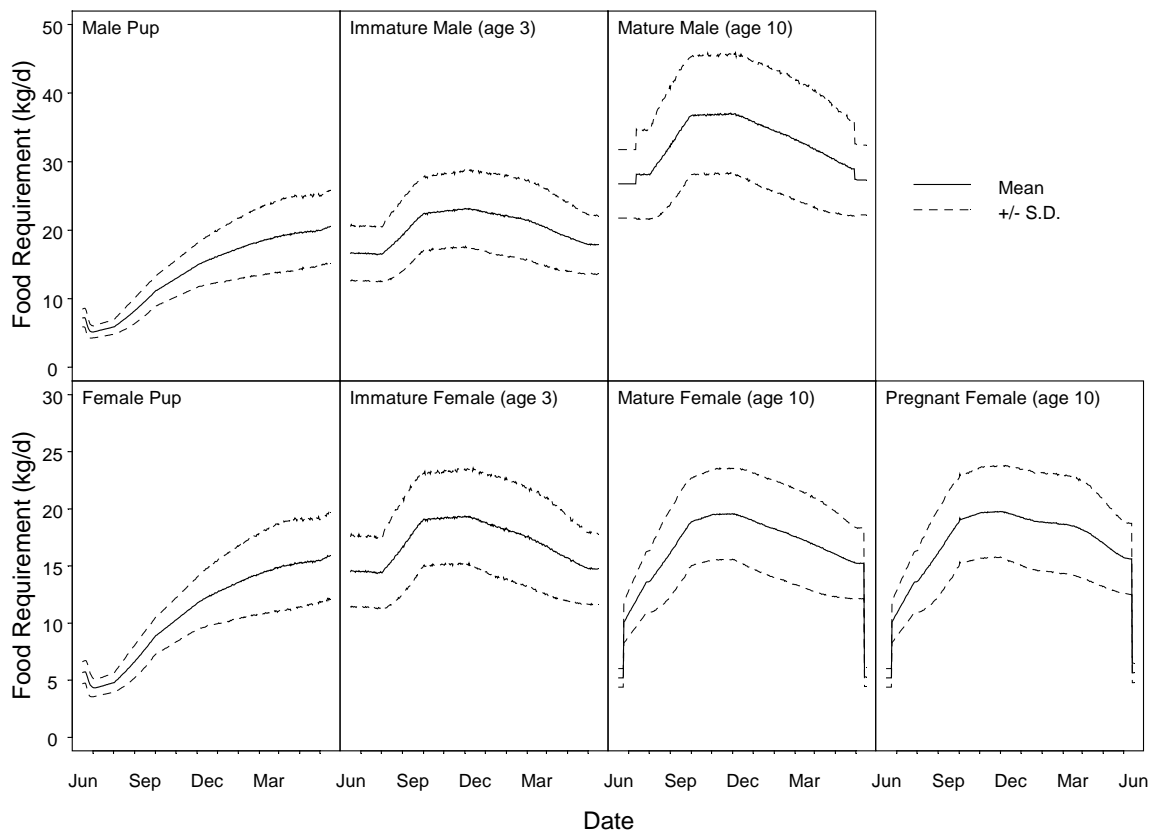 Food Requirement (kg/d)
50
40
30
20
10
0
Male Pup
Immature Male (age 3)
Mature Male (age 10)
Mean
+/- S.D.
Food Requirement (kg/d)
30
25
20
15
10
5
0
Female Pup
Immature Female (age 3)
Mature Female (age 10)
Pregnant Female (age 10)
Jun Sep Dec Mar Jun Sep Dec Mar Jun Sep Dec Mar Jun Sep Dec Mar Jun
Date